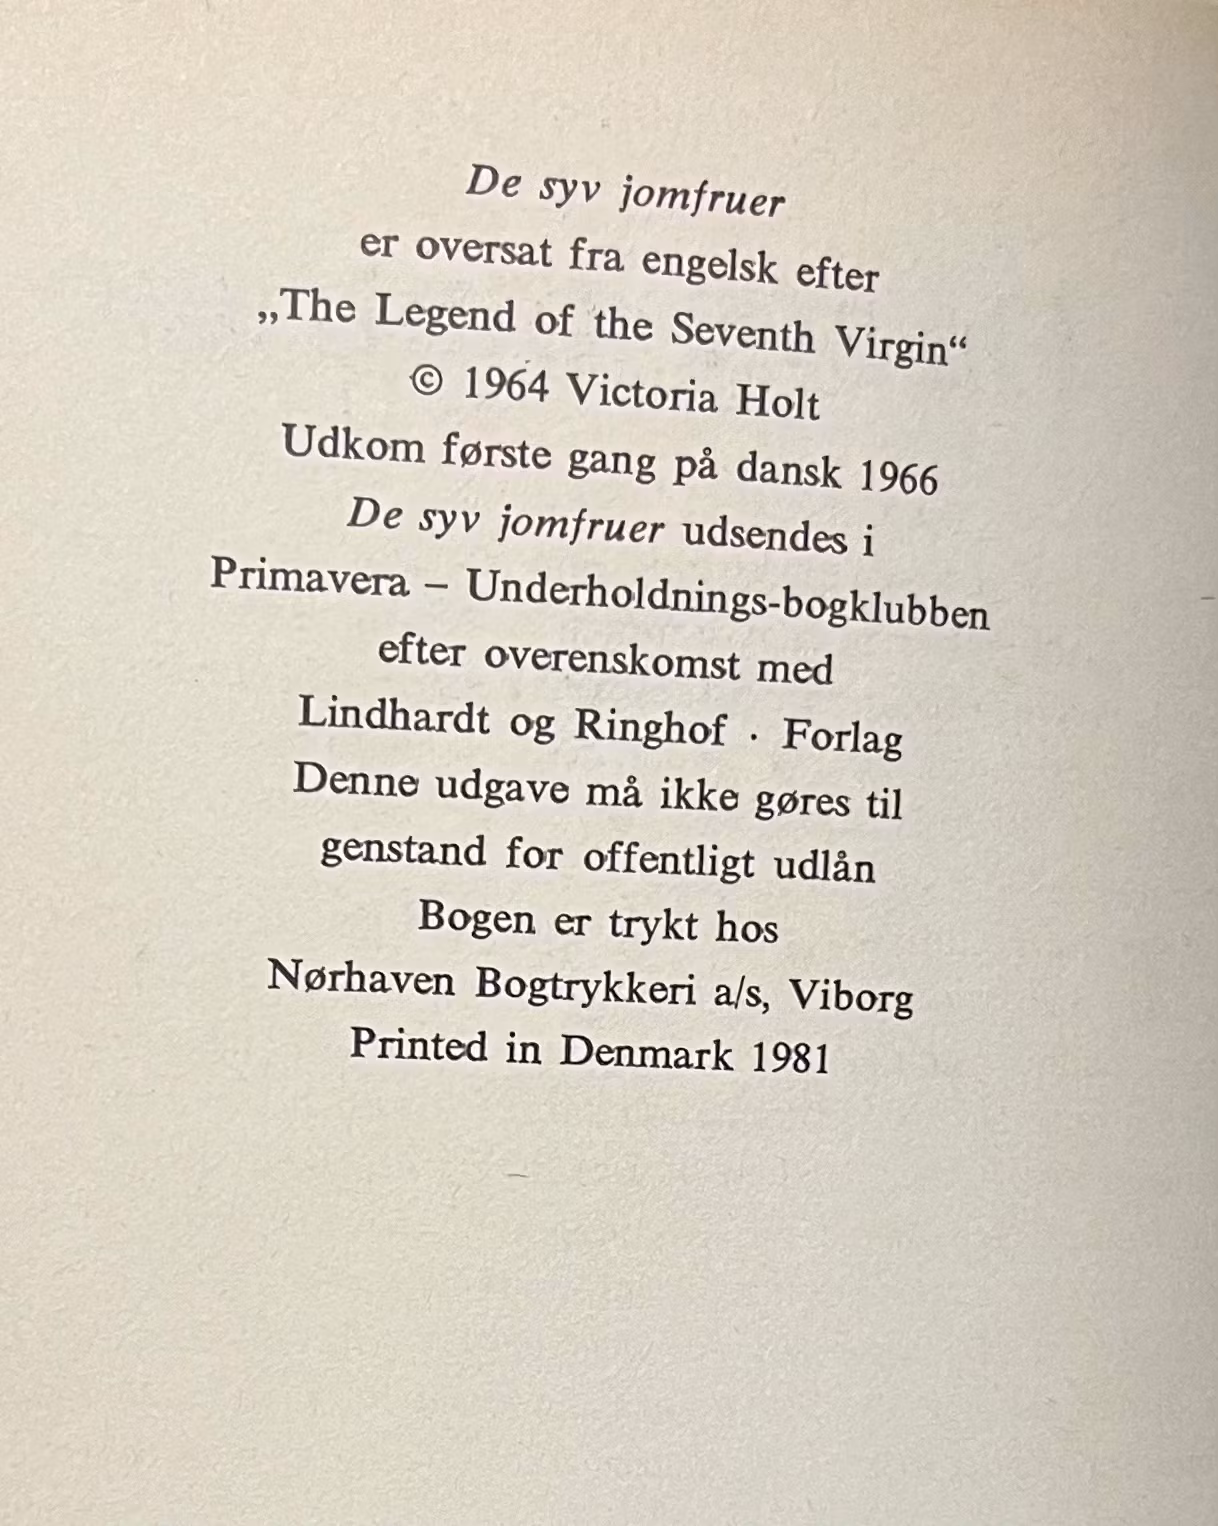 De syv jomfruer
er oversat fra engelsk efter
„The Legend of the Seventh Virgin“
© 1964 Victoria Holt
Udkom første gang på dansk 1966
De syv jomfruer udsendes i
Primavera – Underholdnings-bogklubben
efter overenskomst med
Lindhardt og Ringhof · Forlag
Denne udgave må ikke gøres til
genstand for offentligt udlån
Bogen er trykt hos
Nørhaven Bogtrykkeri a/s, Viborg
Printed in Denmark 1981